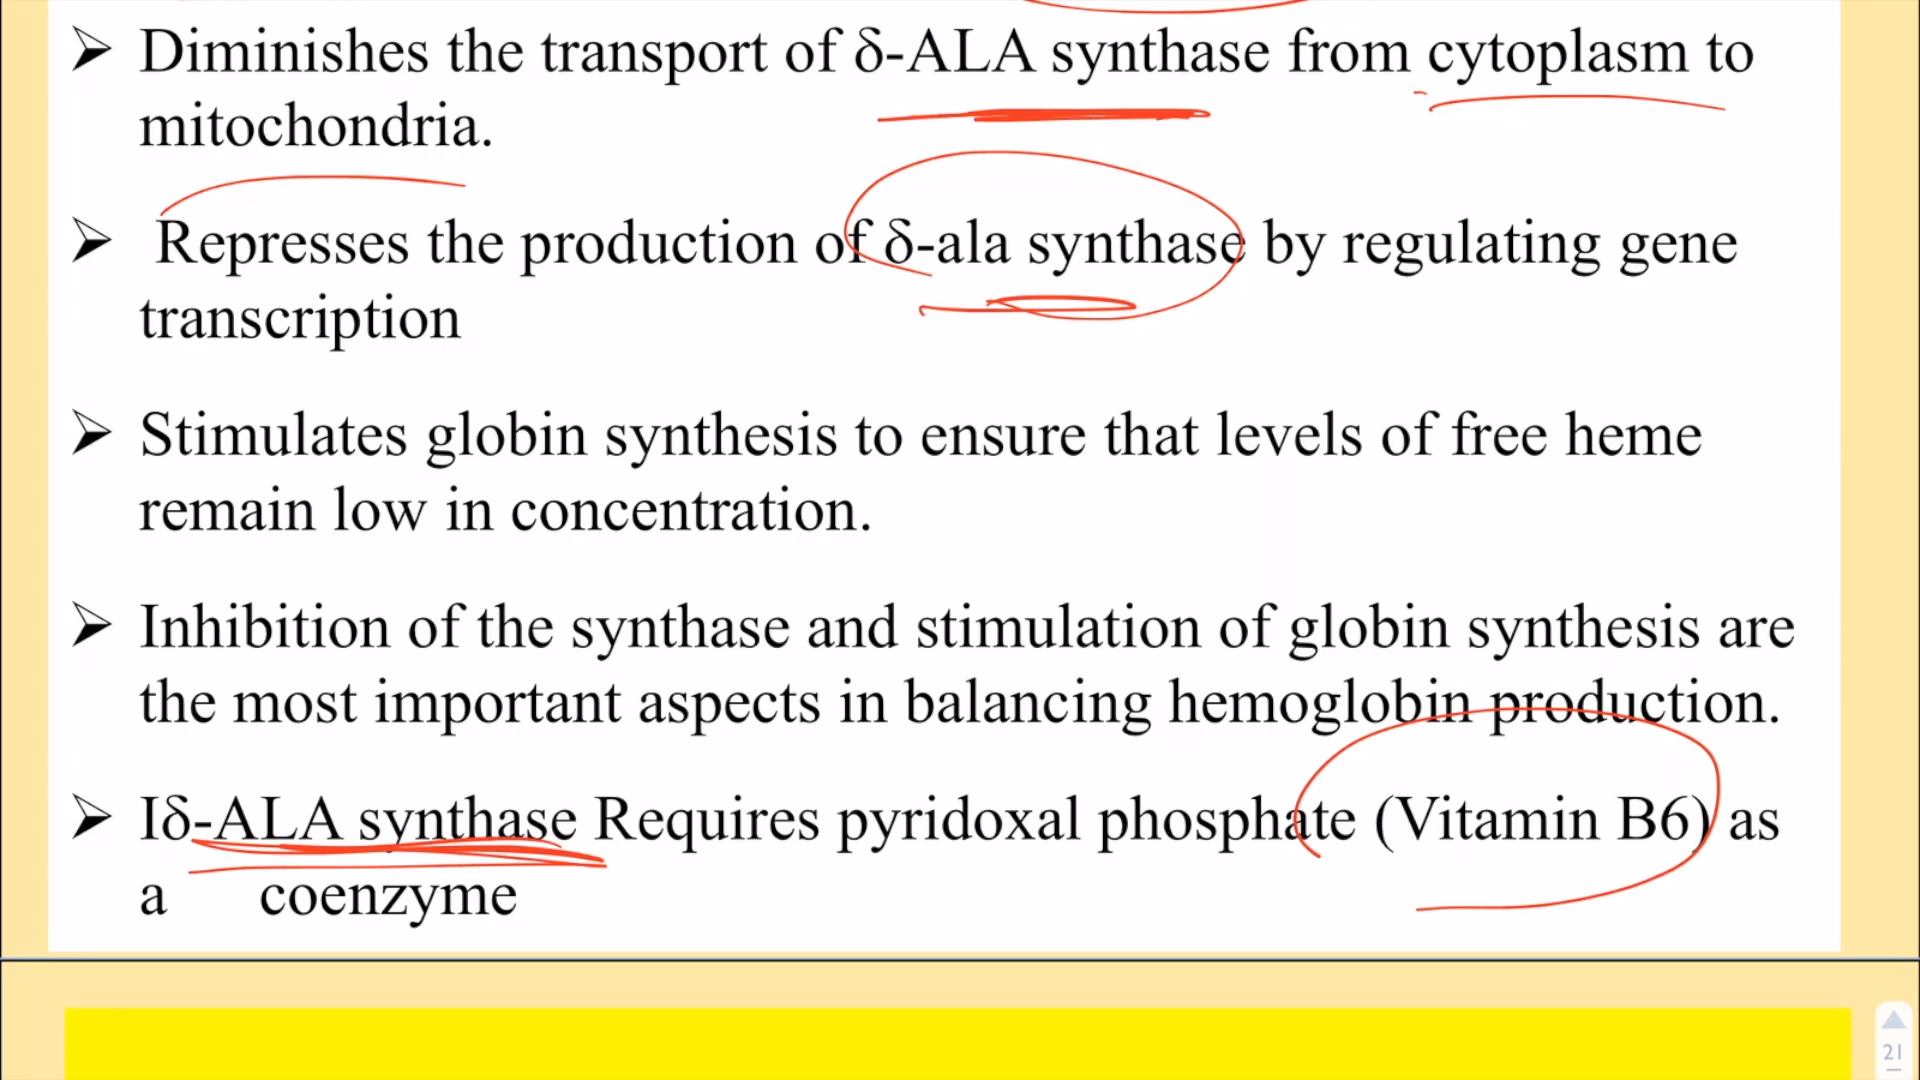 ➢ Diminishes the transport of δ-ALA synthase from cytoplasm to
mitochondria.
➢ Represses the production of δ-ala synthase by regulating gene
transcription
➢ Stimulates globin synthesis to ensure that levels of free heme
remain low in concentration.
➢ Inhibition of the synthase and stimulation of globin synthesis are
the most important aspects in balancing hemoglobin production.
➢ Iδ-ALA synthase Requires pyridoxal phosphate (Vitamin B6) as
a coenzyme
21